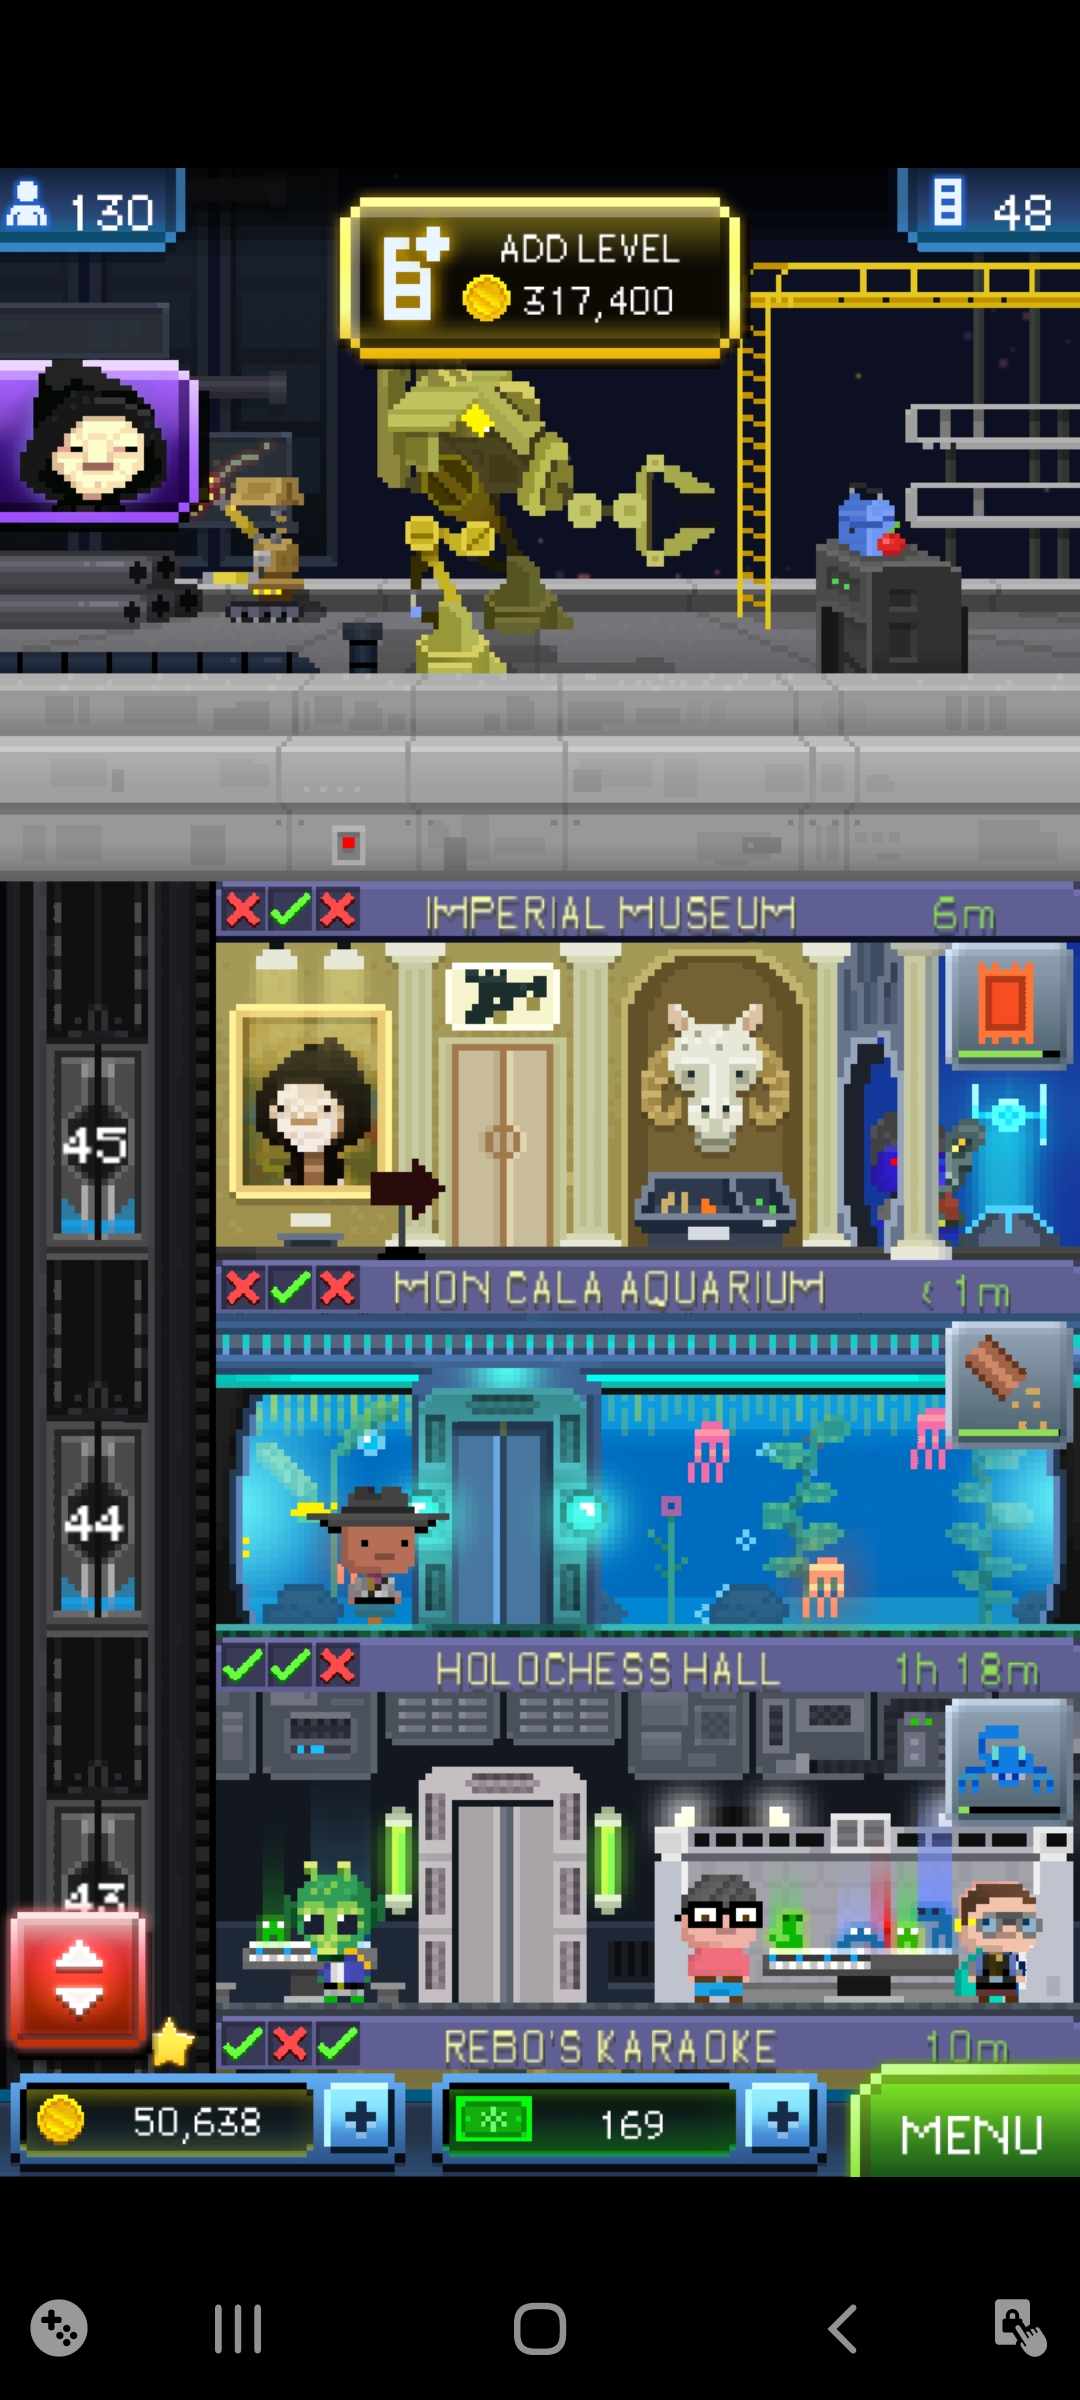 130
ADD LEVEL
48
317,400
IMPERIAL MUSEUM 6m
45
MON CALA AQUARIUM < 1m
44
HOLOCHESS HALL 1h 18m
43
REBO'S KARAOKE 10m
50,638
169
MENU